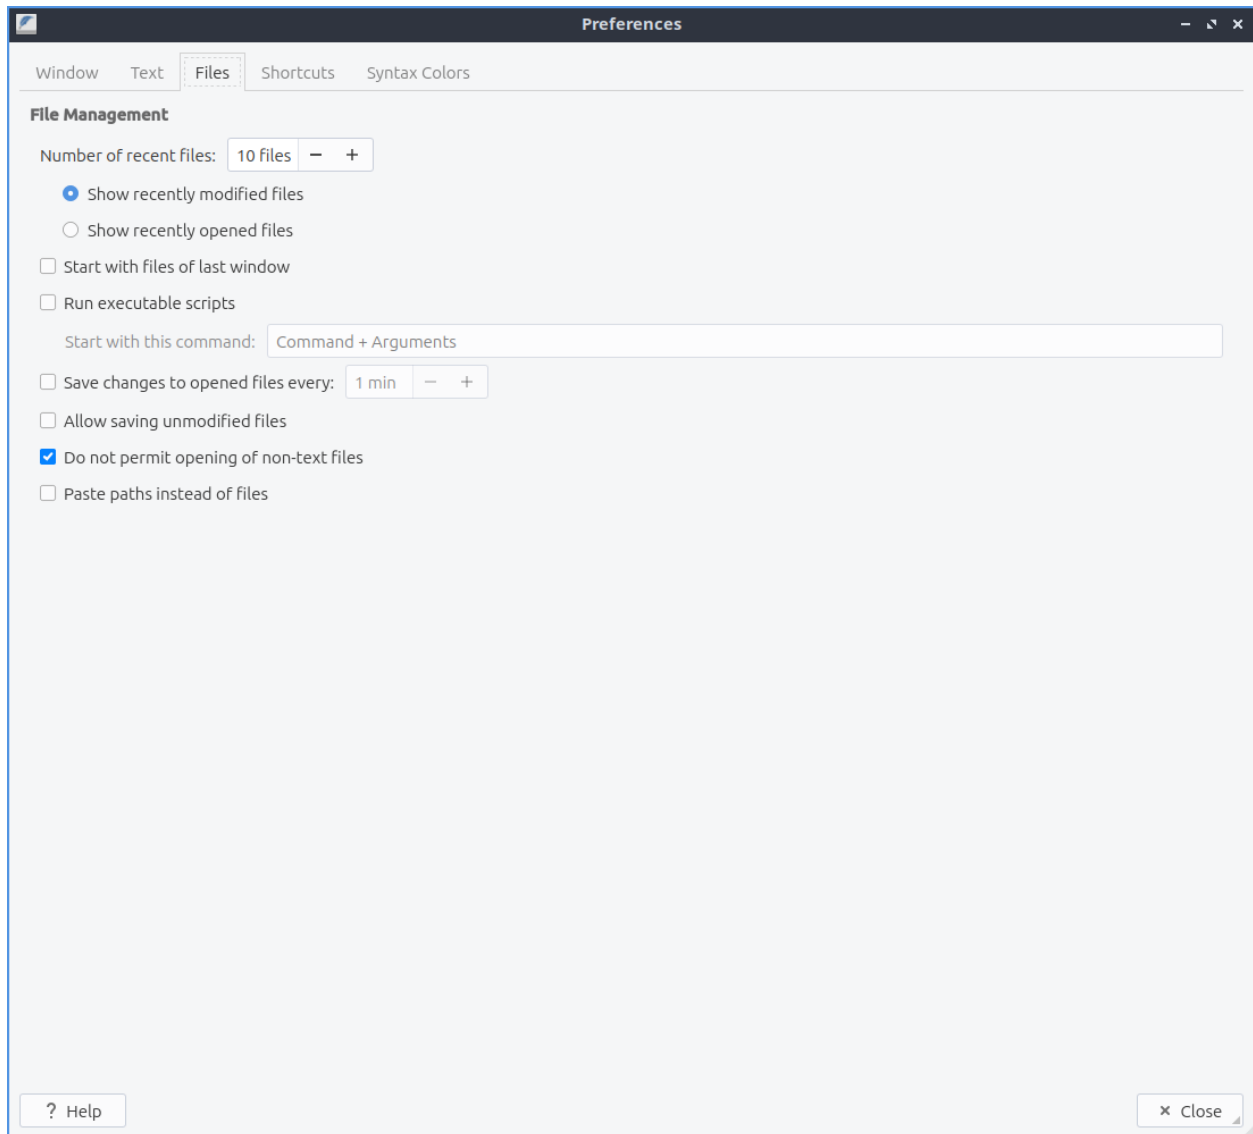 Preferences
Window Text Files Shortcuts Syntax Colors
File Management
Number of recent files: 10 files − +
Show recently modified files
Show recently opened files
Start with files of last window
Run executable scripts
Start with this command: Command + Arguments
Save changes to opened files every: 1 min − +
Allow saving unmodified files
Do not permit opening of non-text files
Paste paths instead of files
? Help × Close